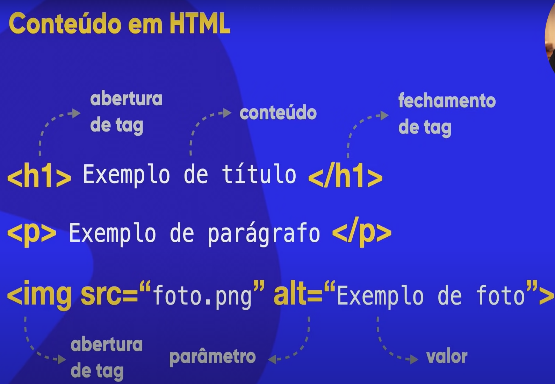 Conteúdo em HTML
abertura
de tag
conteúdo
fechamento
de tag
<h1> Exemplo de título </h1>
<p> Exemplo de parágrafo </p>
<img src=“foto.png” alt=“Exemplo de foto”>
abertura
de tag
parâmetro
valor